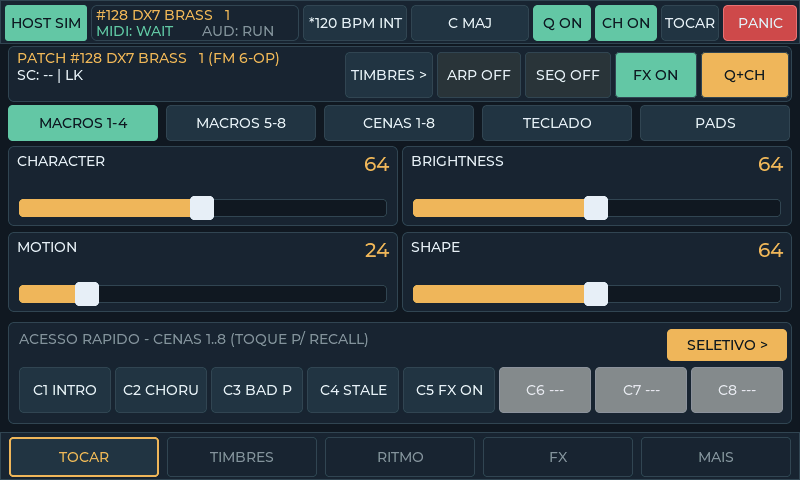 HOST SIM
#128 DX7 BRASS   1
MIDI: WAIT AUD: RUN
*120 BPM INT
C MAJ
Q ON
CH ON
TOCAR
PANIC
PATCH #128 DX7 BRASS   1 (FM 6-OP)
SC: -- | LK
TIMBRES >
ARP OFF
SEQ OFF
FX ON
Q+CH
MACROS 1-4
MACROS 5-8
CENAS 1-8
TECLADO
PADS
CHARACTER 64
BRIGHTNESS 64
MOTION 24
SHAPE 64
ACESSO RAPIDO - CENAS 1..8 (TOQUE P/ RECALL)
SELETIVO >
C1 INTRO
C2 CHORU
C3 BAD P
C4 STALE
C5 FX ON
C6 ---
C7 ---
C8 ---
TOCAR
TIMBRES
RITMO
FX
MAIS